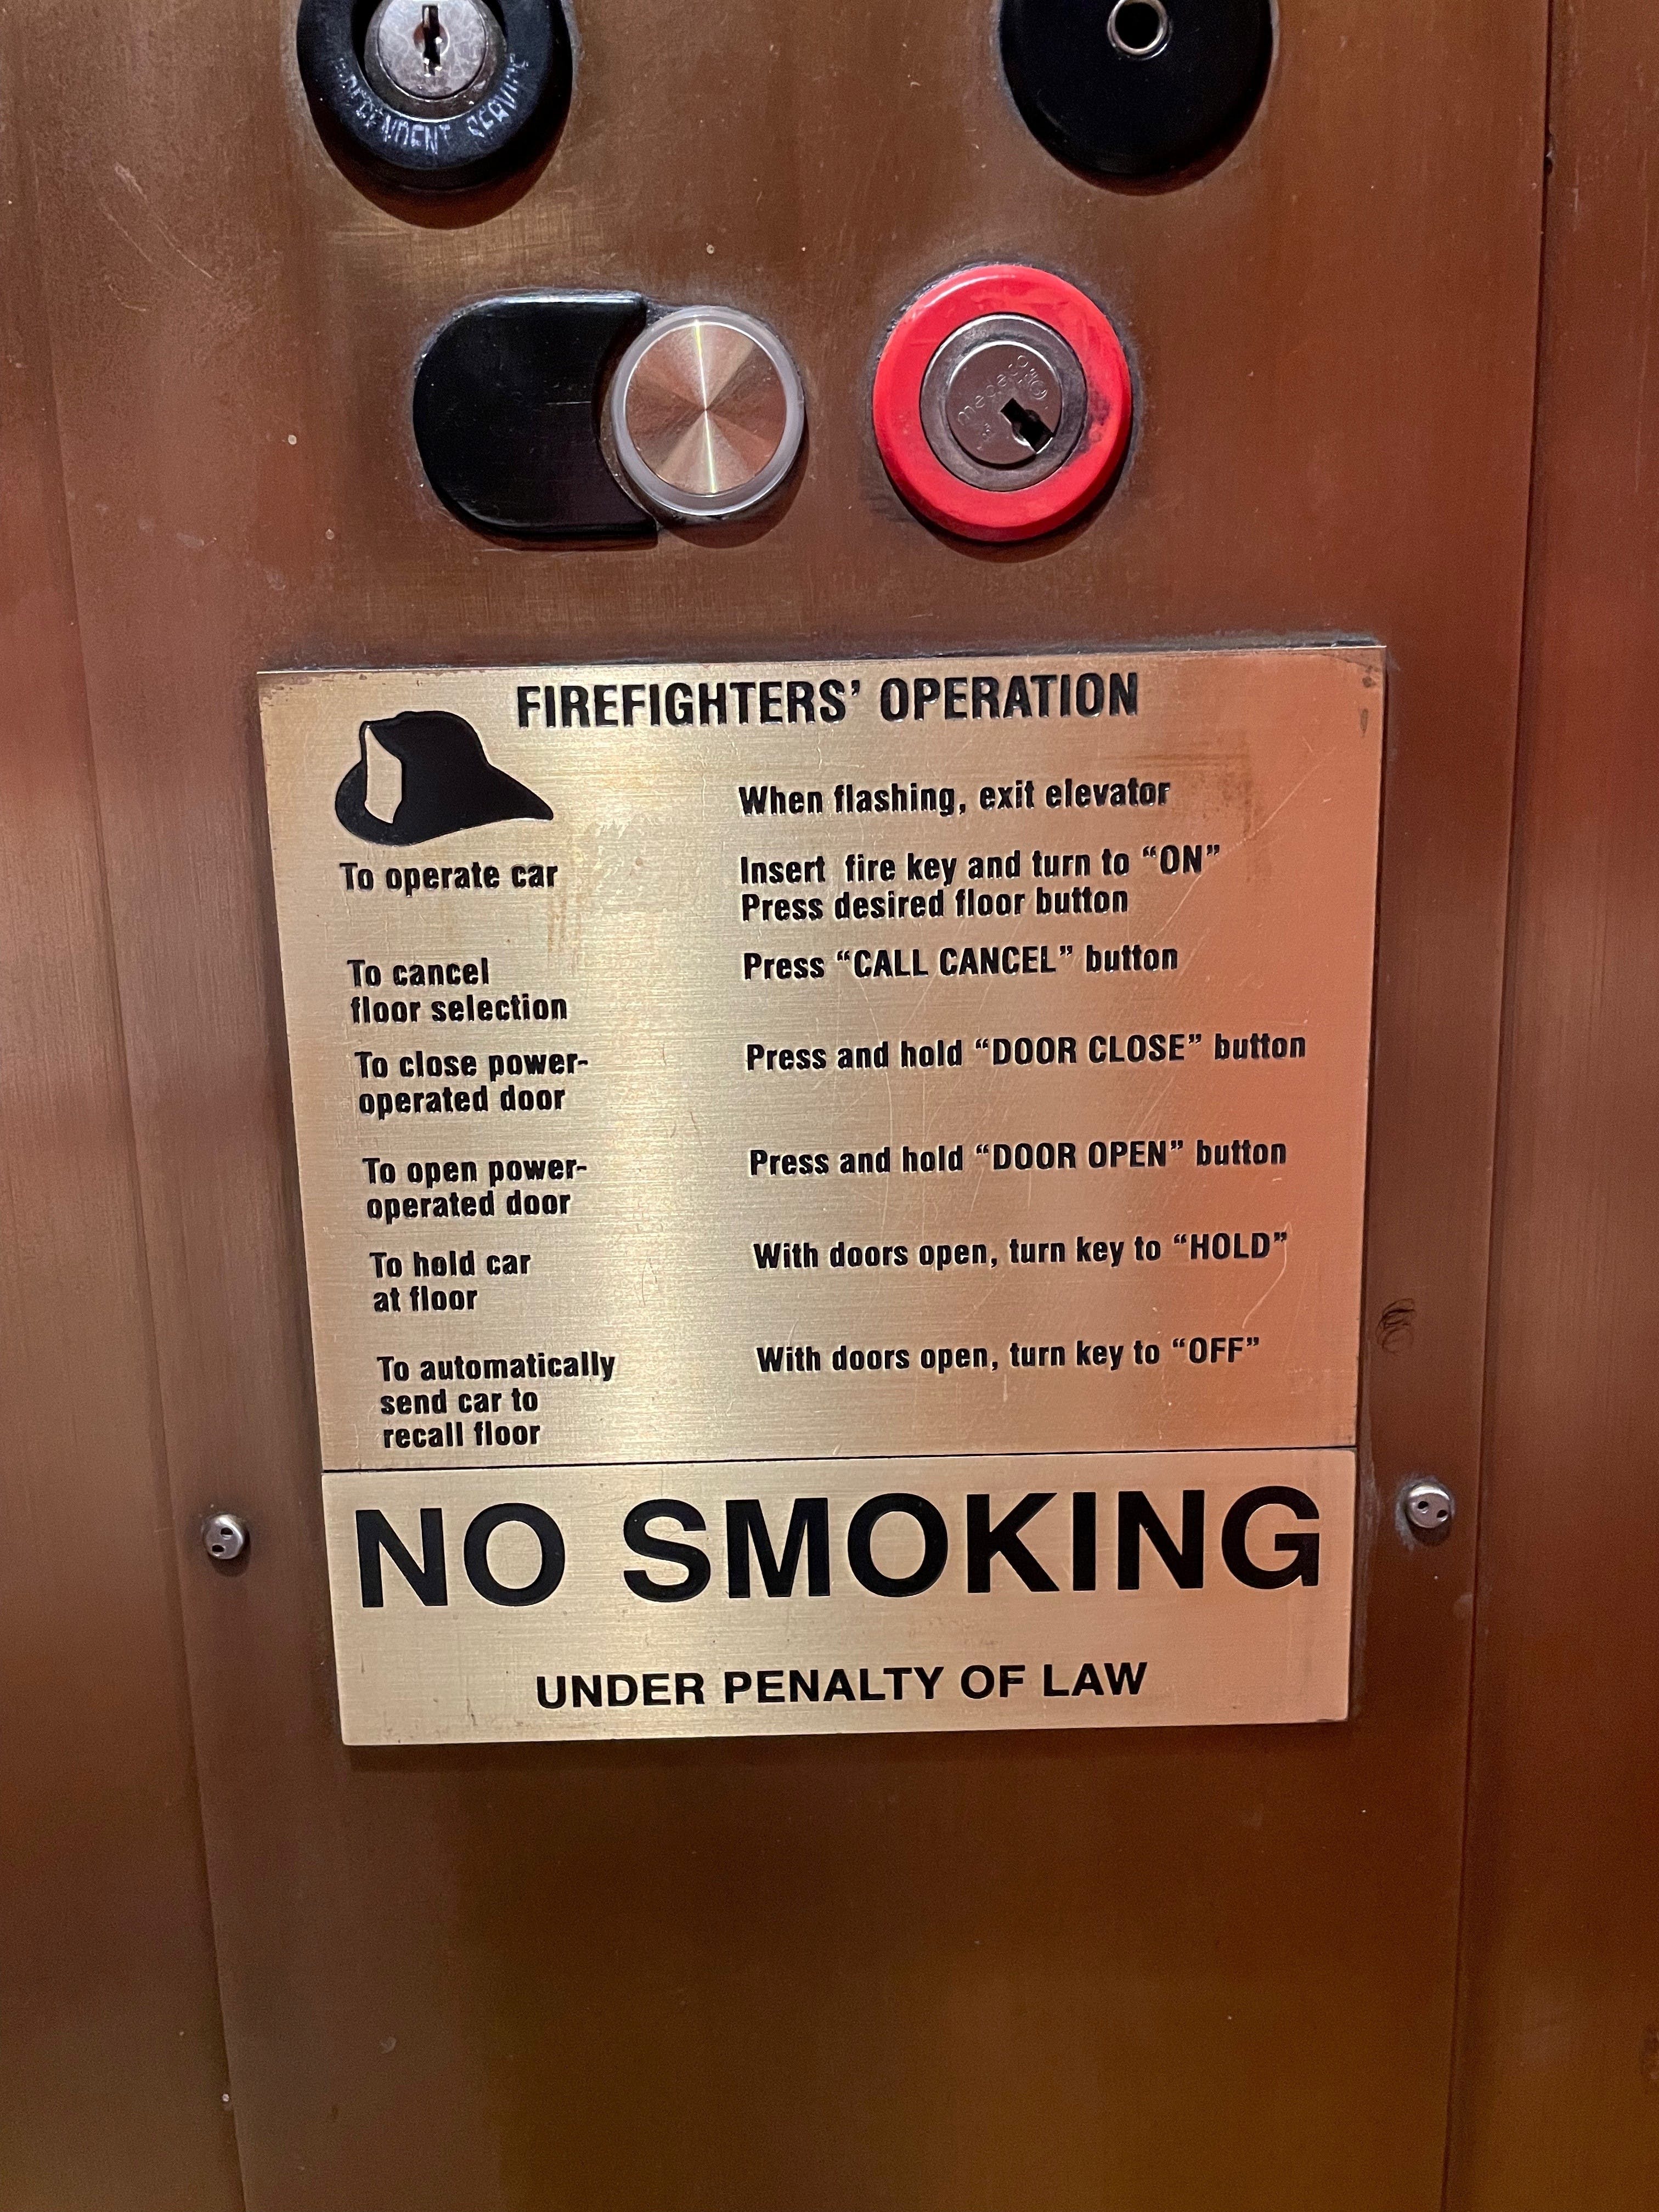 INDEPENDENT SERVICE
medeco
FIREFIGHTERS' OPERATION
When flashing, exit elevator
To operate car
Insert fire key and turn to “ON”
Press desired floor button
To cancel
floor selection
Press “CALL CANCEL” button
To close power-
operated door
Press and hold “DOOR CLOSE” button
To open power-
operated door
Press and hold “DOOR OPEN” button
To hold car
at floor
With doors open, turn key to “HOLD”
To automatically
send car to
recall floor
With doors open, turn key to “OFF”
NO SMOKING
UNDER PENALTY OF LAW